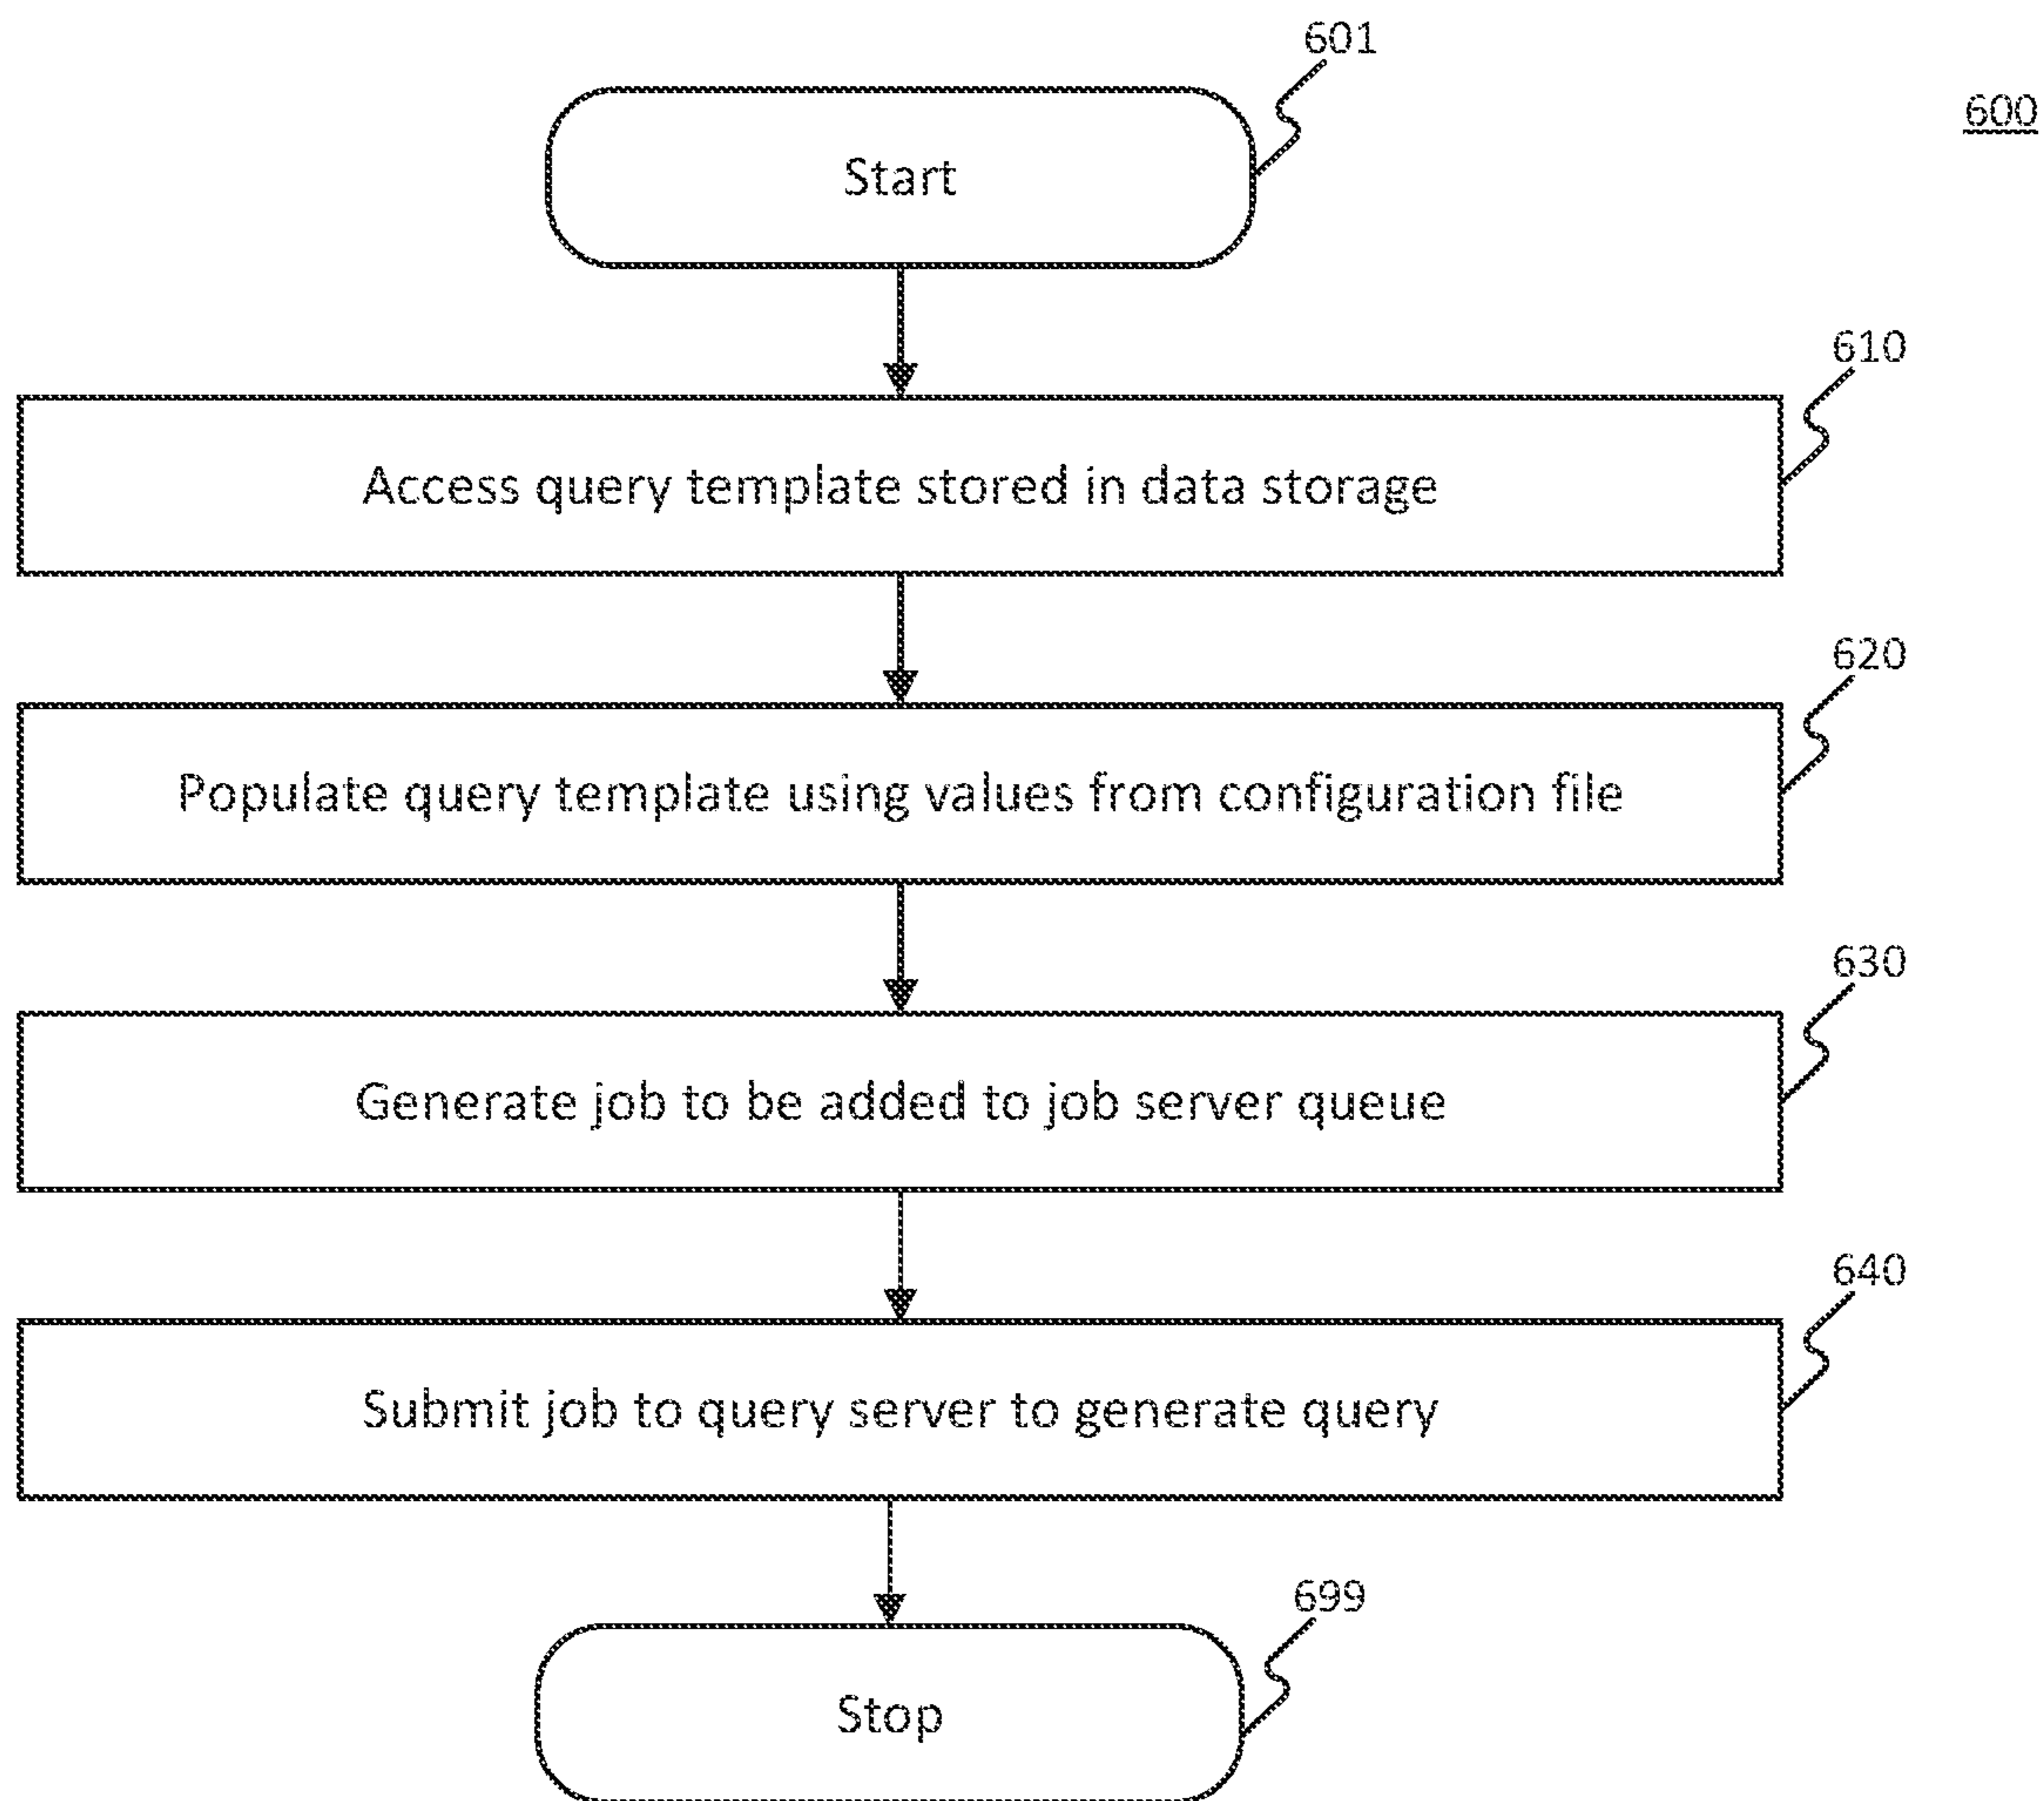 601
600
Start
610
Access query template stored in data storage
620
Populate query template using values from configuration file
630
Generate job to be added to job server queue
640
Submit job to query server to generate query
699
Stop